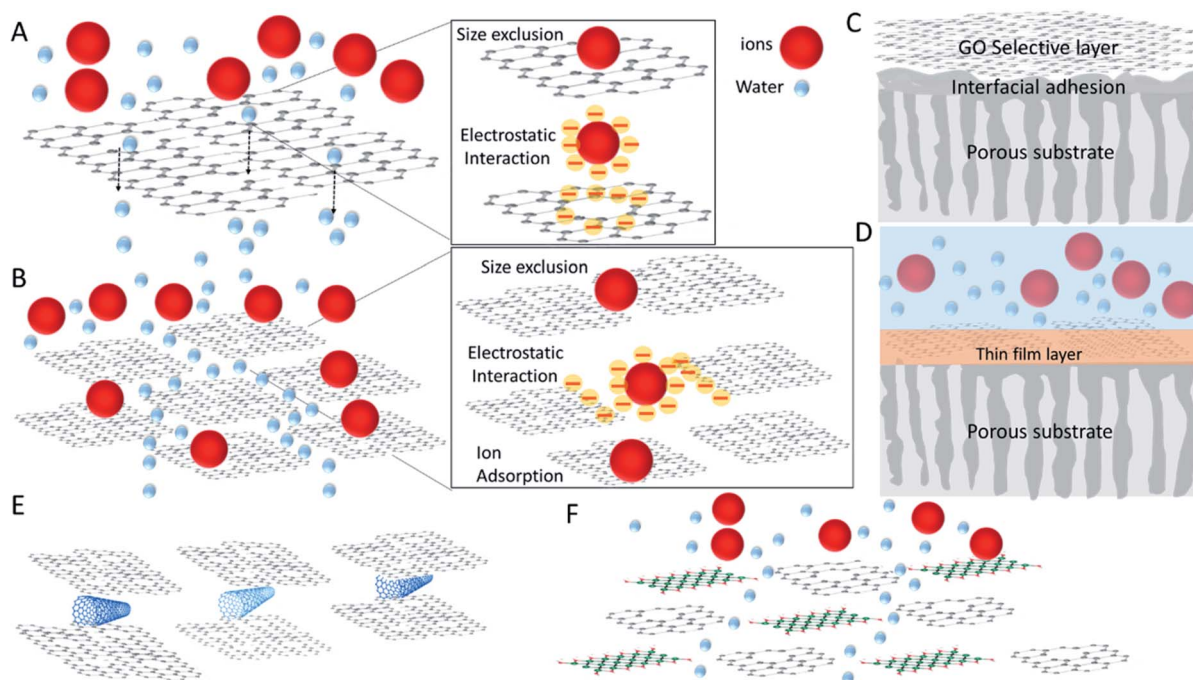 A
Size exclusion
Electrostatic
Interaction
ions
Water
C
GO Selective layer
Interfacial adhesion
Porous substrate
B
Size exclusion
Electrostatic
Interaction
Ion
Adsorption
D
Thin film layer
Porous substrate
E
F